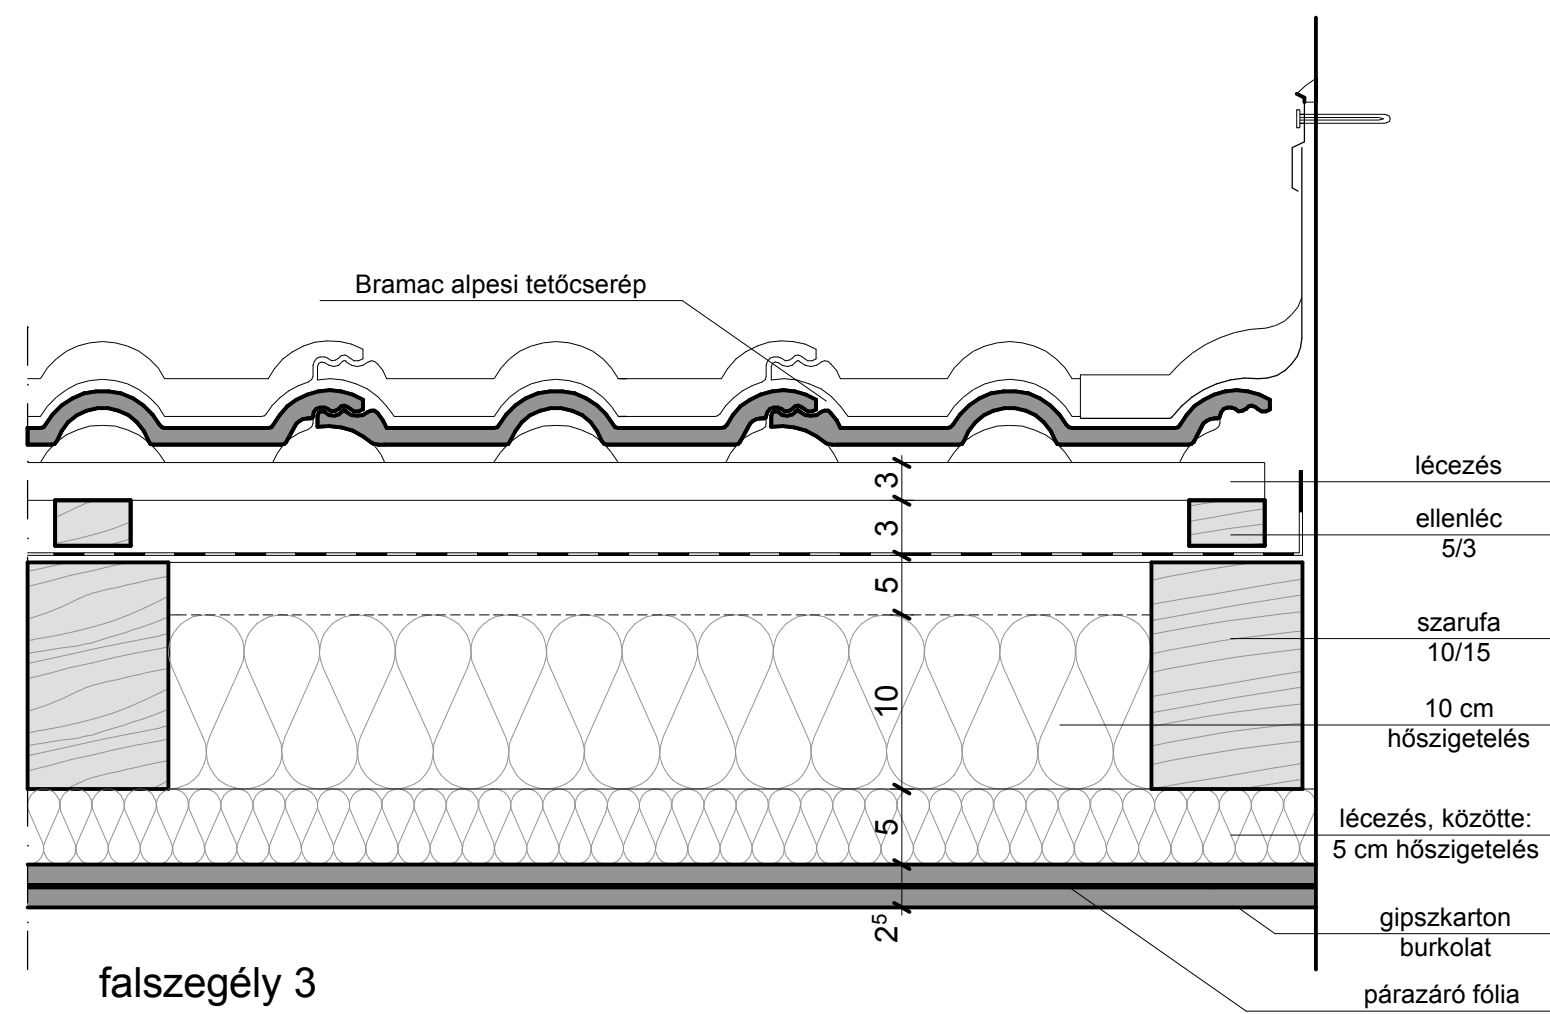 Bramac alpesi tetőcserép
lécezés
3
ellenléc
5/3
3
5
szarufa
10/15
10
10 cm
hőszigetelés
5
lécezés, közötte:
5 cm hőszigetelés
2⁵
gipszkarton
burkolat
párazáró fólia
falszegély 3